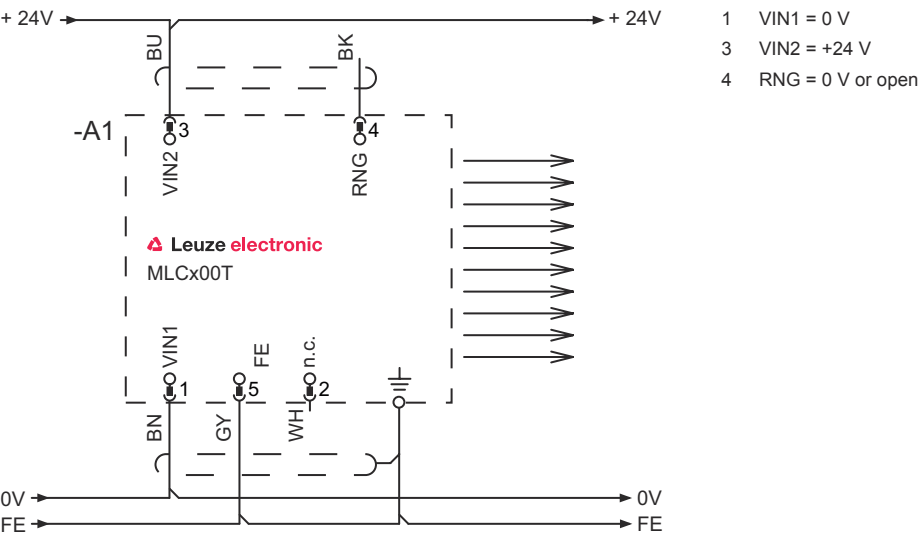 + 24V
+ 24V
1 VIN1 = 0 V
3 VIN2 = +24 V
4 RNG = 0 V or open
BU
BK
-A1
3
4
VIN2
RNG
Leuze electronic
MLCx00T
VIN1
FE
n.c.
1
5
2
BN
GY
WH
0V
0V
FE
FE